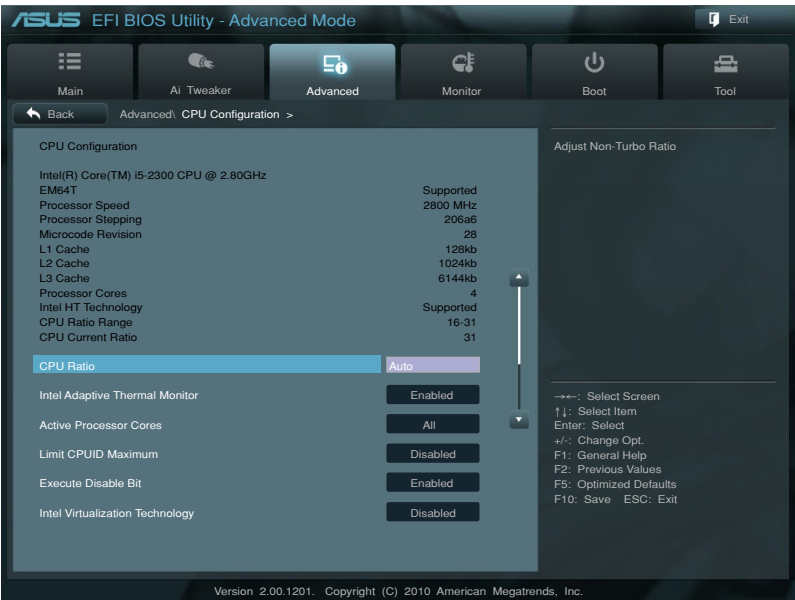 ASUS EFI BIOS Utility - Advanced Mode
Exit
Main
Ai Tweaker
Advanced
Monitor
Boot
Tool
Back
Advanced\ CPU Configuration >
CPU Configuration
Intel(R) Core(TM) i5-2300 CPU @ 2.80GHz
EM64T Supported
Processor Speed 2800 MHz
Processor Stepping 206a6
Microcode Revision 28
L1 Cache 128kb
L2 Cache 1024kb
L3 Cache 6144kb
Processor Cores 4
Intel HT Technology Supported
CPU Ratio Range 16-31
CPU Current Ratio 31
CPU Ratio Auto
Intel Adaptive Thermal Monitor Enabled
Active Processor Cores All
Limit CPUID Maximum Disabled
Execute Disable Bit Enabled
Intel Virtualization Technology Disabled
Adjust Non-Turbo Ratio
→←: Select Screen
↑↓: Select Item
Enter: Select
+/-: Change Opt.
F1: General Help
F2: Previous Values
F5: Optimized Defaults
F10: Save ESC: Exit
Version 2.00.1201. Copyright (C) 2010 American Megatrends, Inc.